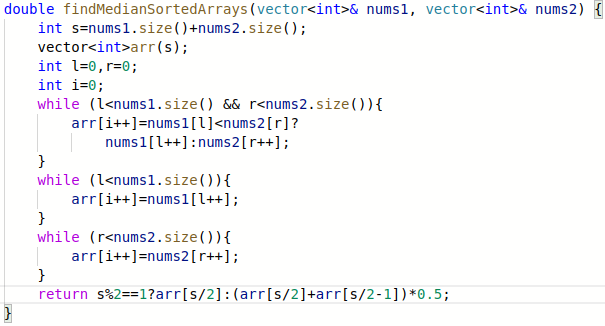 double findMedianSortedArrays(vector<int>& nums1, vector<int>& nums2) {
    int s=nums1.size()+nums2.size();
    vector<int>arr(s);
    int l=0,r=0;
    int i=0;
    while (l<nums1.size() && r<nums2.size()){
        arr[i++]=nums1[l]<nums2[r]?
            nums1[l++]:nums2[r++];
    }
    while (l<nums1.size()){
        arr[i++]=nums1[l++];
    }
    while (r<nums2.size()){
        arr[i++]=nums2[r++];
    }
    return s%2==1?arr[s/2]:(arr[s/2]+arr[s/2-1])*0.5;
}